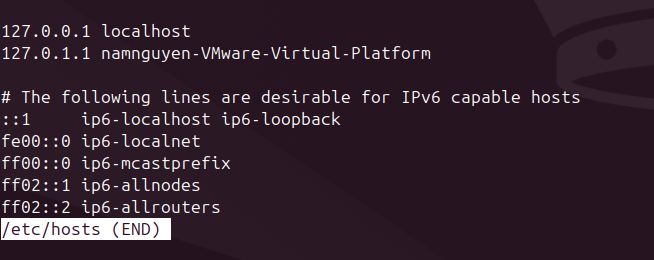 127.0.0.1 localhost
127.0.1.1 namnguyen-VMware-Virtual-Platform
# The following lines are desirable for IPv6 capable hosts
::1     ip6-localhost ip6-loopback
fe00::0 ip6-localnet
ff00::0 ip6-mcastprefix
ff02::1 ip6-allnodes
ff02::2 ip6-allrouters
/etc/hosts (END)